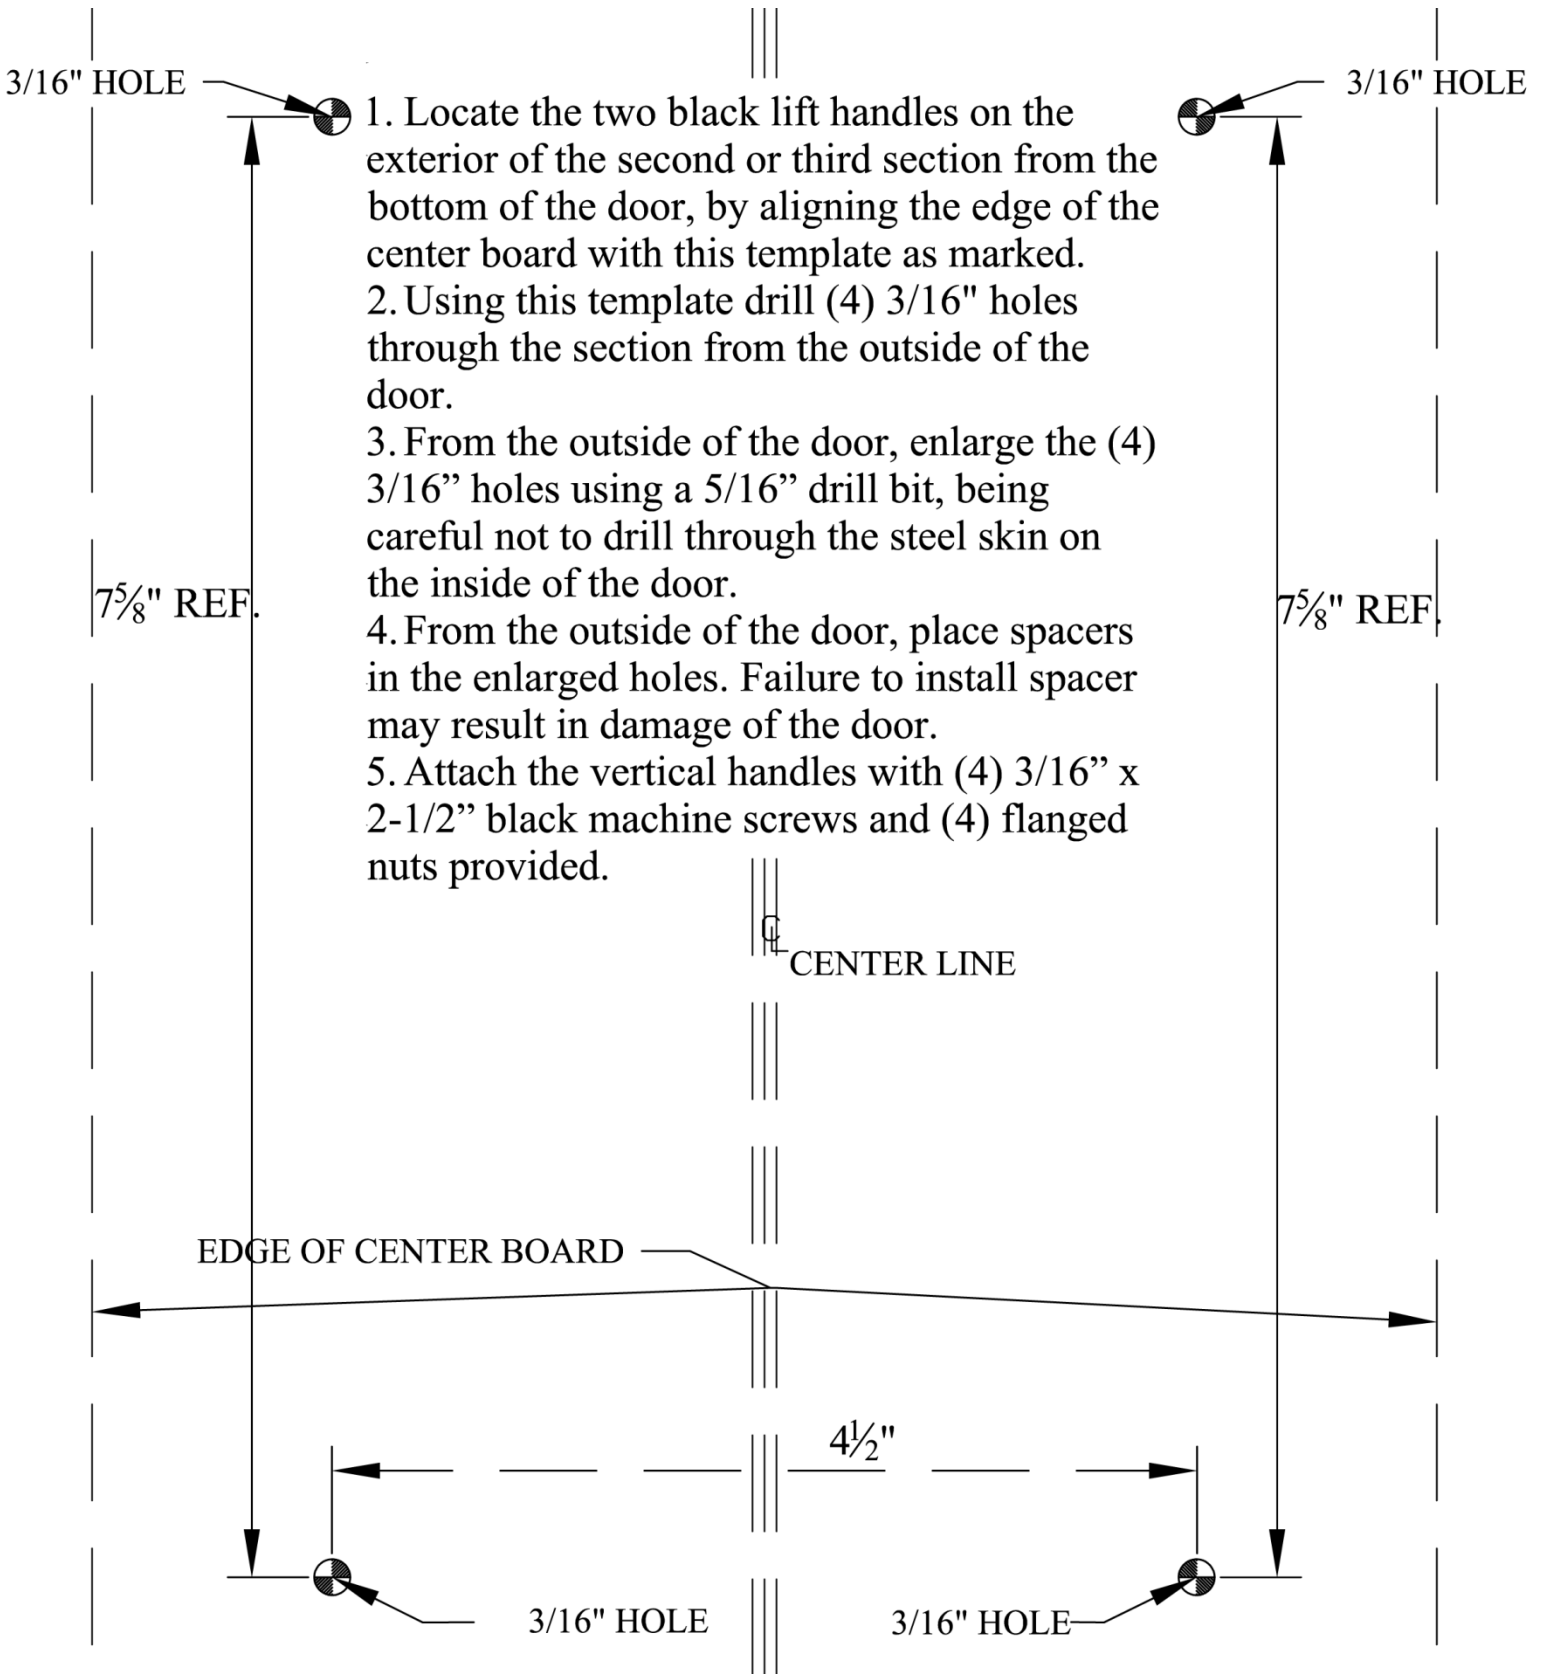 3/16" HOLE
3/16" HOLE
1. Locate the two black lift handles on the
exterior of the second or third section from the
bottom of the door, by aligning the edge of the
center board with this template as marked.
2. Using this template drill (4) 3/16" holes
through the section from the outside of the
door.
3. From the outside of the door, enlarge the (4)
3/16” holes using a 5/16” drill bit, being
careful not to drill through the steel skin on
the inside of the door.
7⅝" REF.
7⅝" REF.
4. From the outside of the door, place spacers
in the enlarged holes. Failure to install spacer
may result in damage of the door.
5. Attach the vertical handles with (4) 3/16” x
2-1/2” black machine screws and (4) flanged
nuts provided.
CL
CENTER LINE
EDGE OF CENTER BOARD
4½"
3/16" HOLE
3/16" HOLE